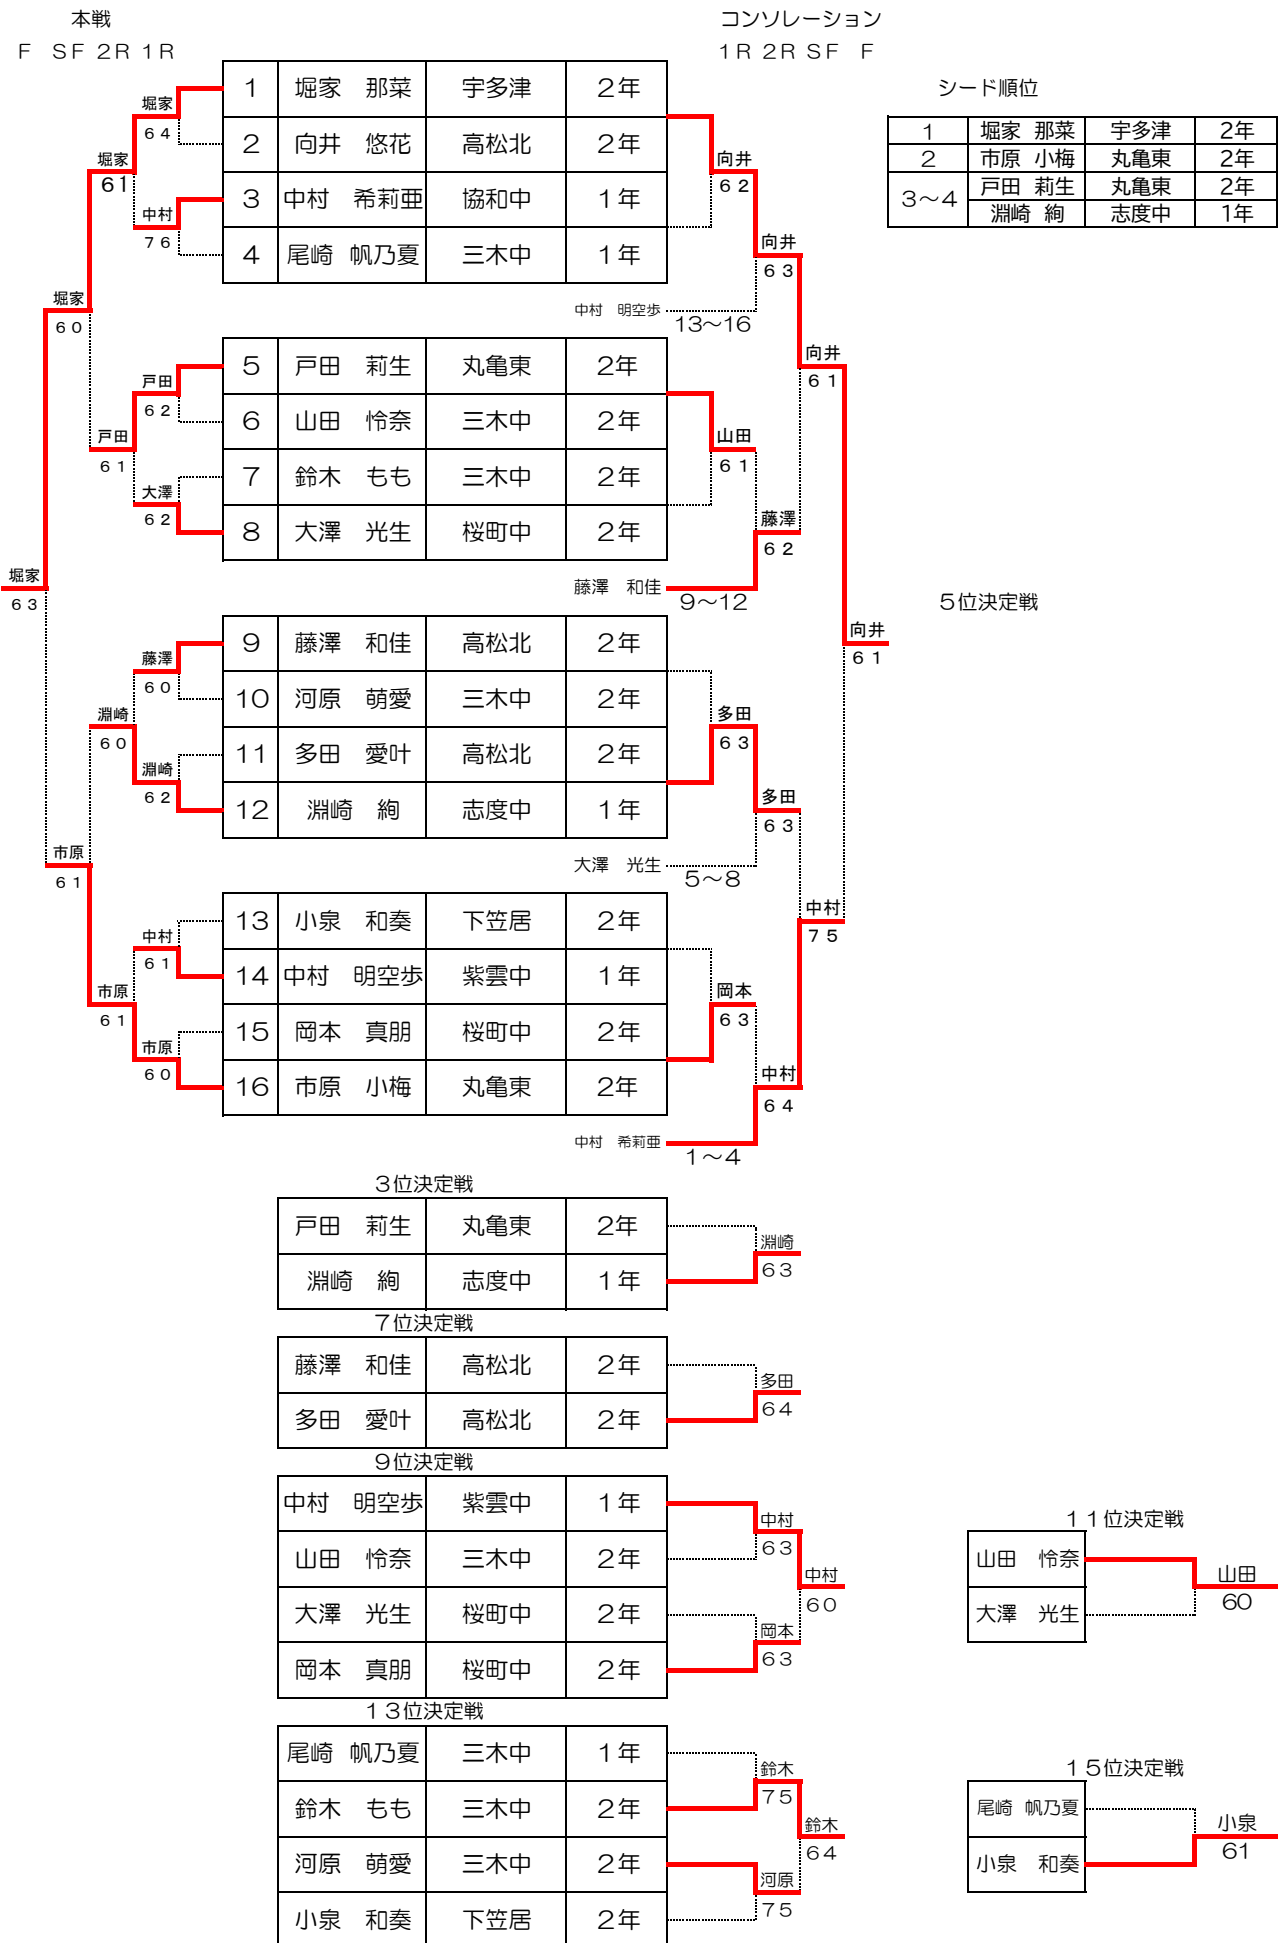 本戦 コンソレーション
F SF 2R 1R 1R 2R SF F
シード順位
1 堀家 那菜 宇多津 2年
2 市原 小梅 丸亀東 2年
3～4 戸田 莉生 丸亀東 2年
淵崎 絢 志度中 1年
1 堀家 那菜 宇多津 2年
2 向井 悠花 高松北 2年
3 中村 希莉亜 協和中 1年
4 尾崎 帆乃夏 三木中 1年
中村 明空歩 13～16
5 戸田 莉生 丸亀東 2年
6 山田 怜奈 三木中 2年
7 鈴木 もも 三木中 2年
8 大澤 光生 桜町中 2年
藤澤 和佳 9～12
9 藤澤 和佳 高松北 2年
10 河原 萌愛 三木中 2年
11 多田 愛叶 高松北 2年
12 淵崎 絢 志度中 1年
大澤 光生 5～8
13 小泉 和奏 下笠居 2年
14 中村 明空歩 紫雲中 1年
15 岡本 真朋 桜町中 2年
16 市原 小梅 丸亀東 2年
中村 希莉亜 1～4
堀家
64
中村
76
戸田
62
大澤
62
藤澤
60
淵崎
62
中村
61
市原
60
堀家
61
戸田
61
淵崎
60
市原
61
堀家
60
市原
61
堀家
63
向井
62
山田
61
多田
63
岡本
63
向井
63
藤澤
62
多田
63
中村
64
向井
61
中村
75
5位決定戦
向井
61
3位決定戦
戸田 莉生 丸亀東 2年
淵崎 絢 志度中 1年
淵崎
63
7位決定戦
藤澤 和佳 高松北 2年
多田 愛叶 高松北 2年
多田
64
9位決定戦
中村 明空歩 紫雲中 1年
山田 怜奈 三木中 2年
大澤 光生 桜町中 2年
岡本 真朋 桜町中 2年
中村
63
岡本
63
中村
60
11位決定戦
山田 怜奈
大澤 光生
山田
60
13位決定戦
尾崎 帆乃夏 三木中 1年
鈴木 もも 三木中 2年
河原 萌愛 三木中 2年
小泉 和奏 下笠居 2年
鈴木
75
河原
75
鈴木
64
15位決定戦
尾崎 帆乃夏
小泉 和奏
小泉
61